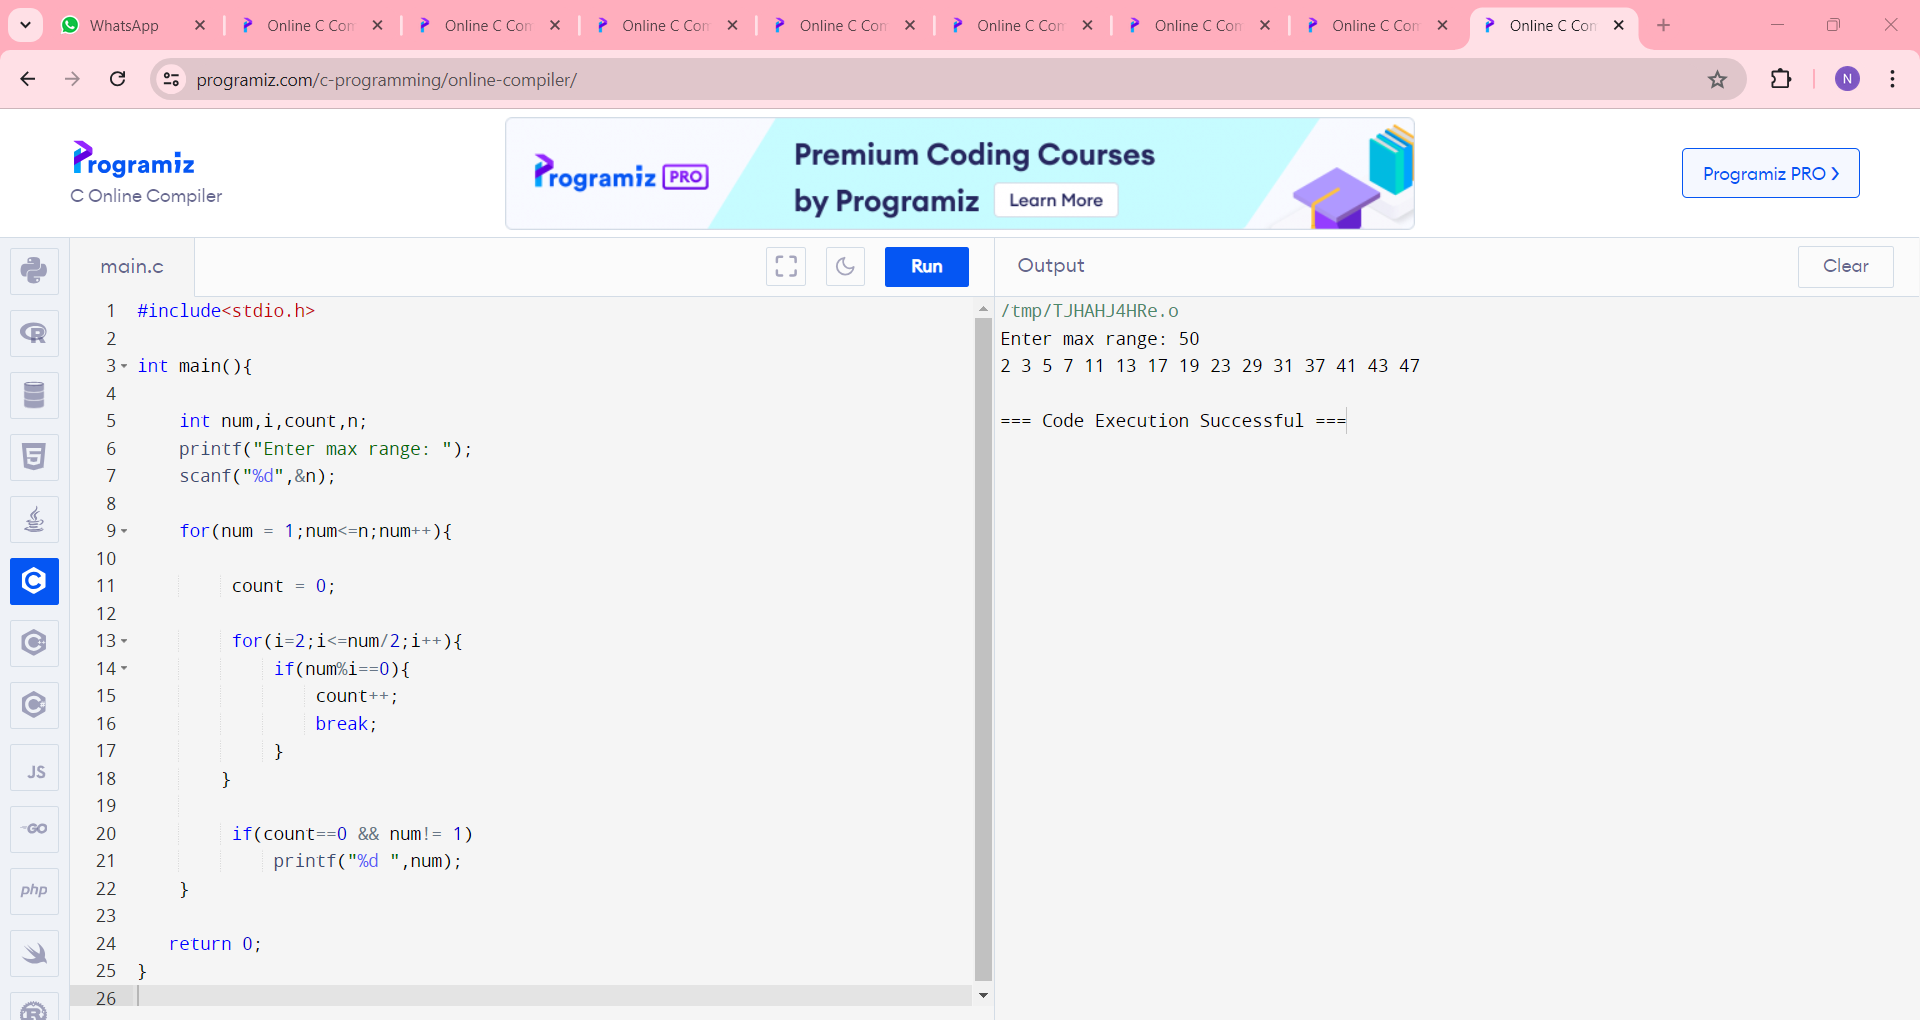 WhatsApp Online C Con Online C Con Online C Con Online C Con Online C Con Online C Con Online C Con Online C Con
programiz.com/c-programming/online-compiler/ N
Programiz
C Online Compiler
Programiz PRO
Premium Coding Courses
by Programiz Learn More
Programiz PRO
main.c
Run
Output
Clear
1 #include<stdio.h>
2
3 int main(){
4
5 int num,i,count,n;
6 printf("Enter max range: ");
7 scanf("%d",&n);
8
9 for(num = 1;num<=n;num++){
10
11 count = 0;
12
13 for(i=2;i<=num/2;i++){
14 if(num%i==0){
15 count++;
16 break;
17 }
18 }
19
20 if(count==0 && num!= 1)
21 printf("%d ",num);
22 }
23
24 return 0;
25 }
26
/tmp/TJHAHJ4HRe.o
Enter max range: 50
2 3 5 7 11 13 17 19 23 29 31 37 41 43 47
=== Code Execution Successful ===
R
5
C
C
C
JS
GO
php
R